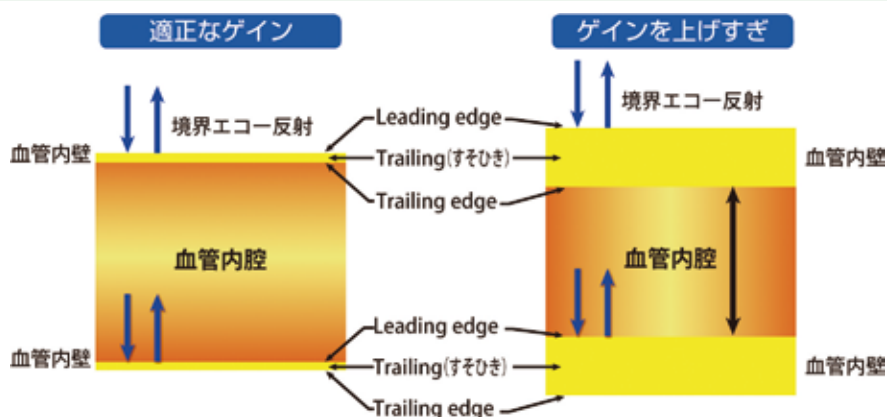 適正なゲイン
ゲインを上げすぎ
境界エコー反射
境界エコー反射
Leading edge
血管内壁
Trailing(すそひき)
血管内壁
Trailing edge
血管内腔
血管内腔
Leading edge
血管内壁
Trailing(すそひき)
血管内壁
Trailing edge